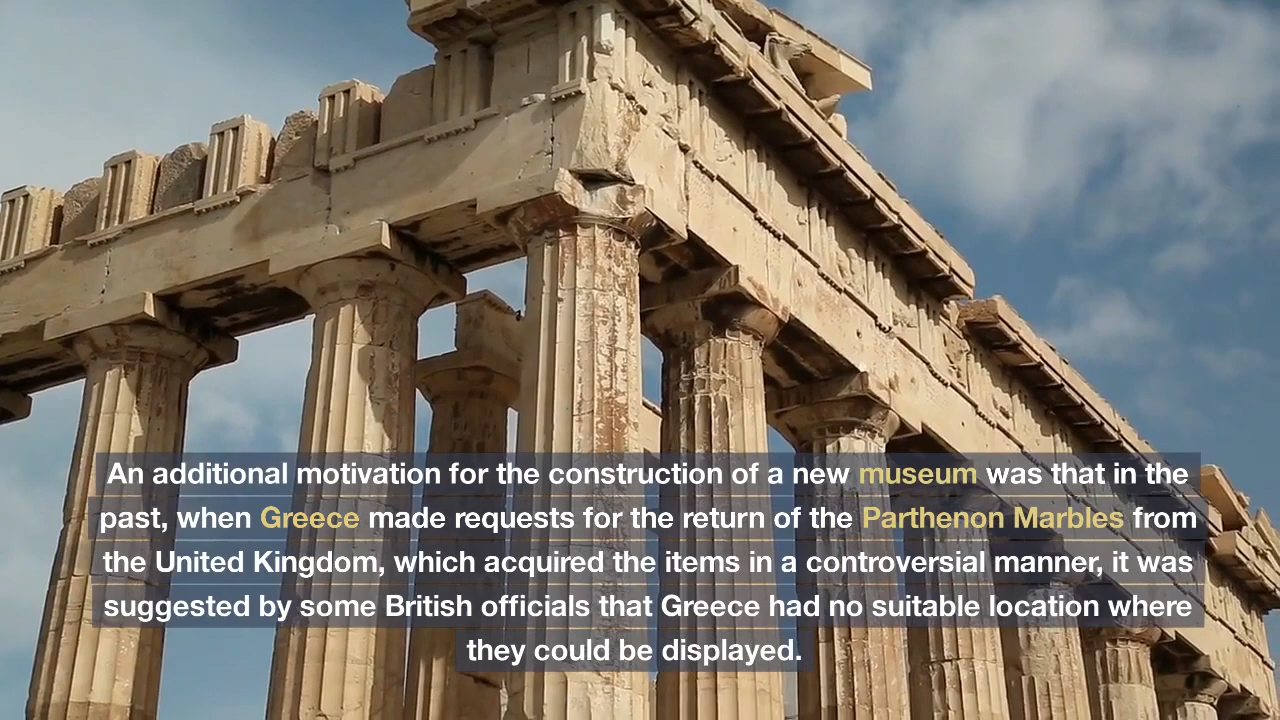 An additional motivation for the construction of a new museum was that in the
past, when Greece made requests for the return of the Parthenon Marbles from
the United Kingdom, which acquired the items in a controversial manner, it was
suggested by some British officials that Greece had no suitable location where
they could be displayed.